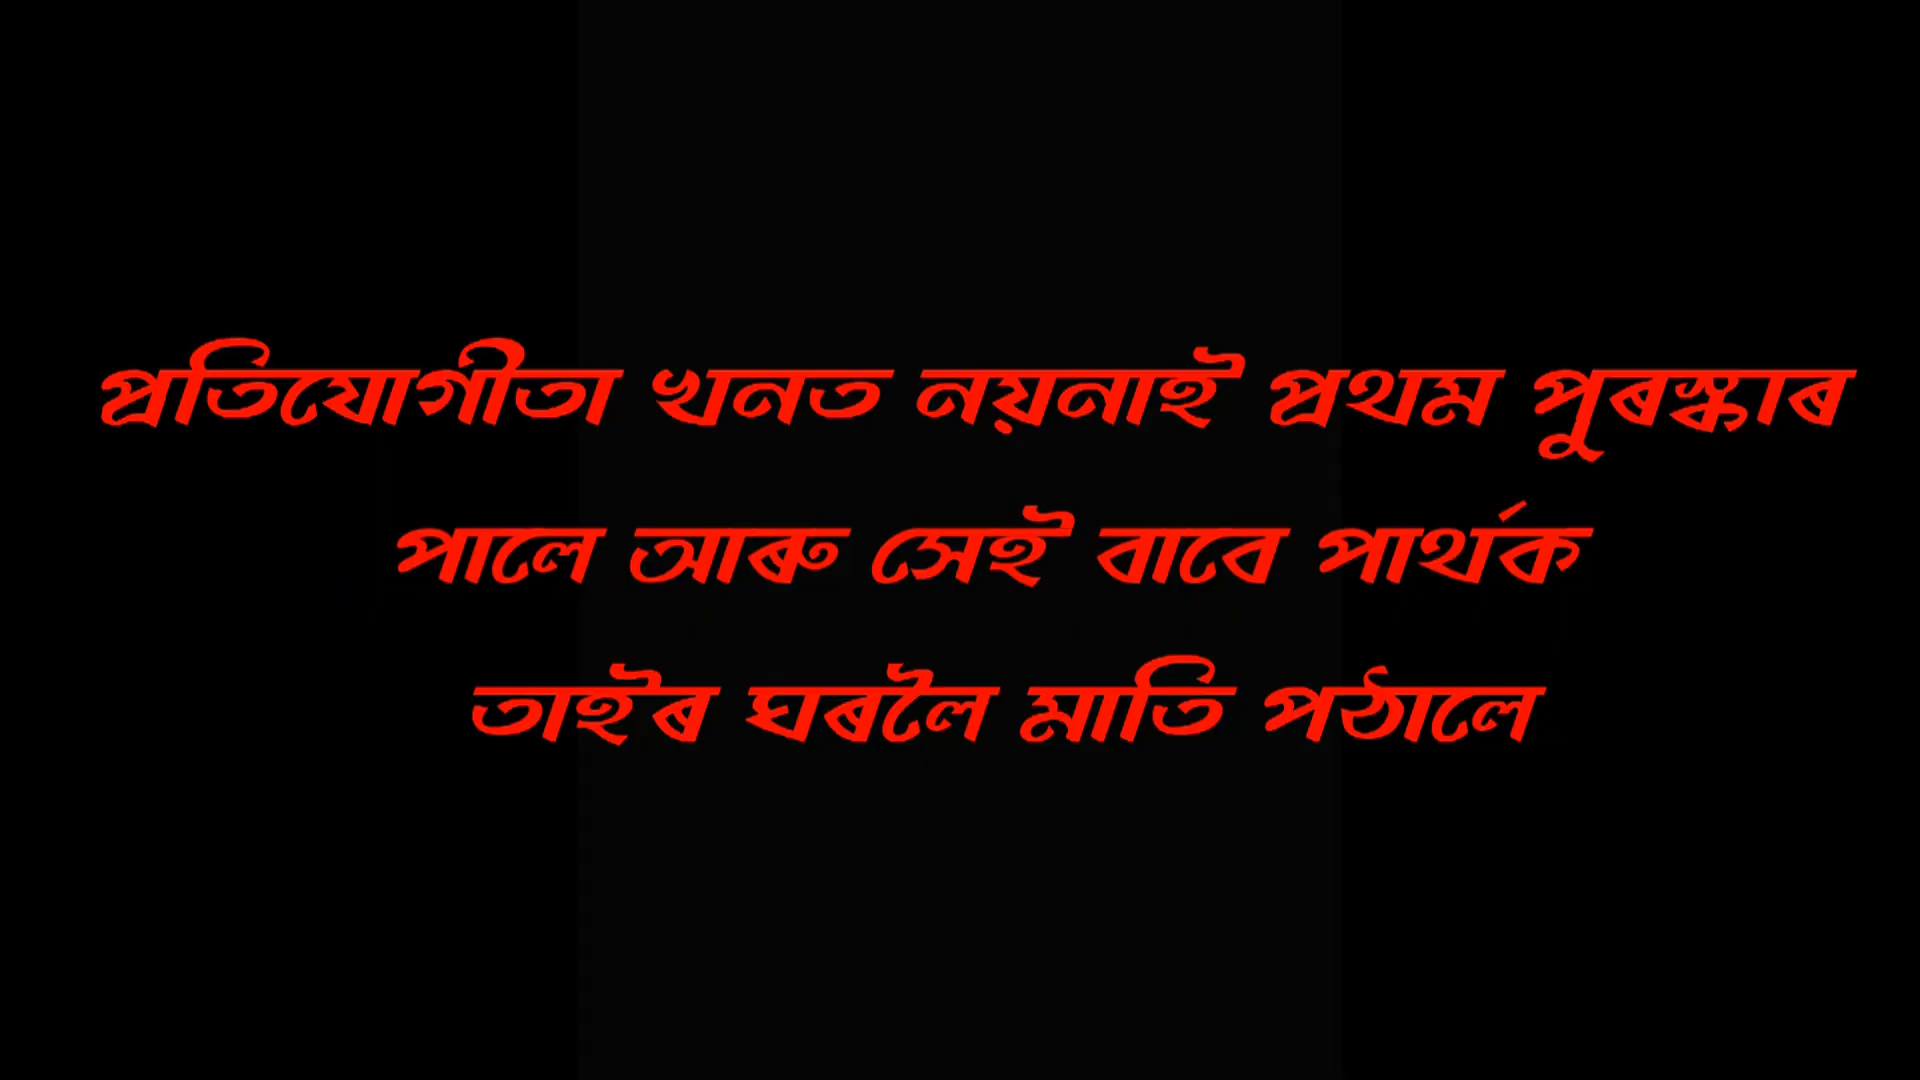 প্ৰতিযোগীতা খনত নয়নাই প্ৰথম পুৰস্কাৰ
পালে আৰু সেই বাবে পাৰ্থক
তাইৰ ঘৰলৈ মাতি পঠালে